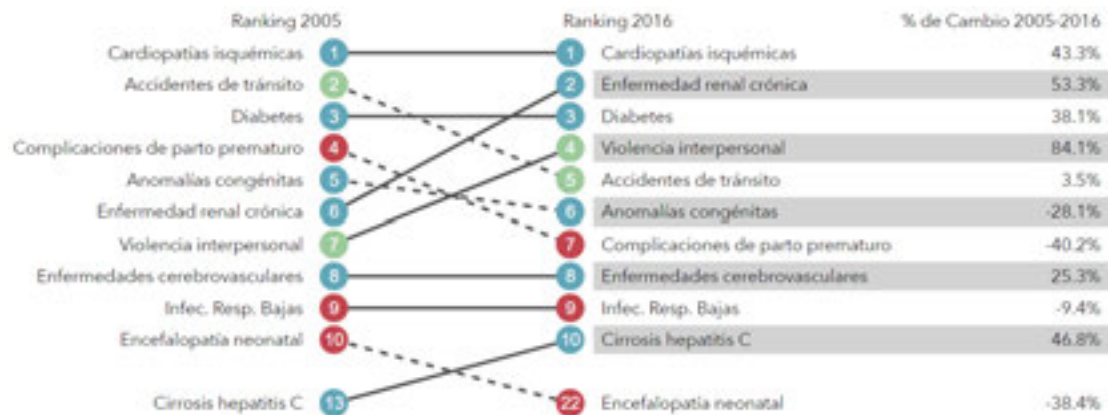 Ranking 2005 Ranking 2016 % de Cambio 2005-2016
Cardiopatías isquémicas 1 1 Cardiopatías isquémicas 43.3%
Accidentes de tránsito 2 2 Enfermedad renal crónica 53.3%
Diabetes 3 3 Diabetes 38.1%
Complicaciones de parto prematuro 4 4 Violencia interpersonal 84.1%
Anomalías congénitas 5 5 Accidentes de tránsito 3.5%
Enfermedad renal crónica 6 6 Anomalías congénitas -28.1%
Violencia interpersonal 7 7 Complicaciones de parto prematuro -40.2%
Enfermedades cerebrovasculares 8 8 Enfermedades cerebrovasculares 25.3%
Infec. Resp. Bajas 9 9 Infec. Resp. Bajas -9.4%
Encefalopatía neonatal 10 10 Cirrosis hepatitis C 46.8%
Cirrosis hepatitis C 13 22 Encefalopatía neonatal -38.4%